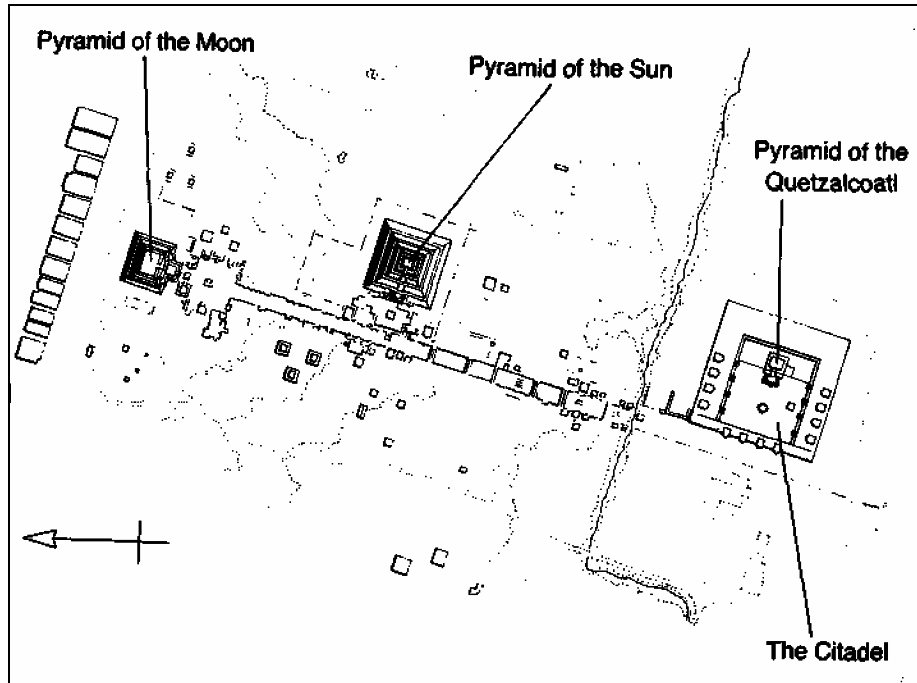 Pyramid of the Moon
Pyramid of the Sun
Pyramid of the
Quetzalcoatl
The Citadel